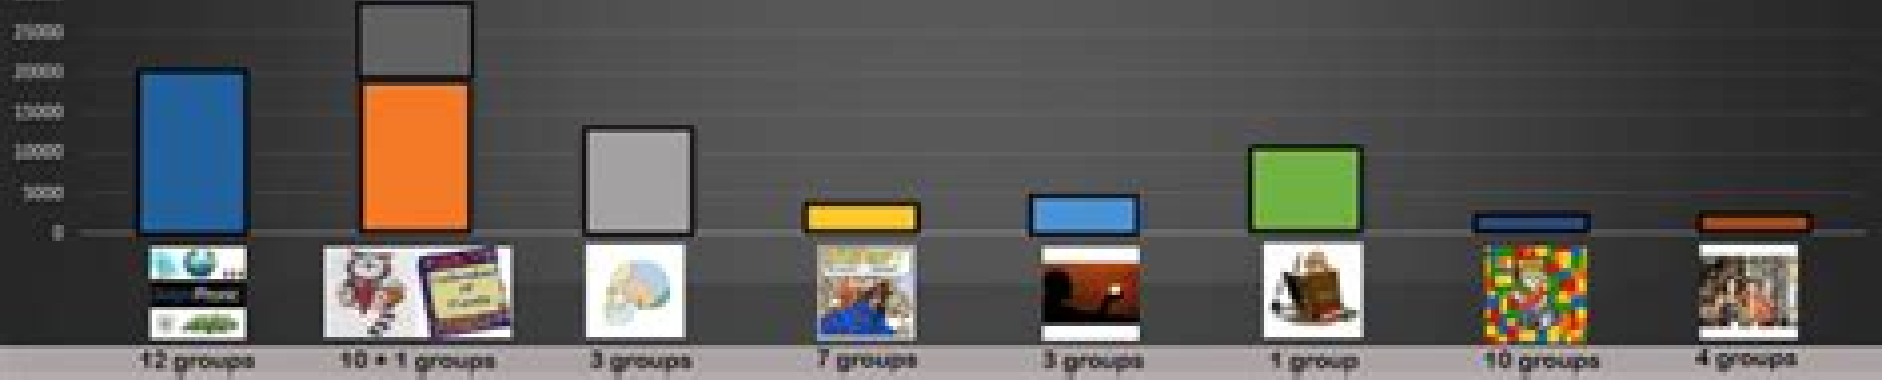 25000
20000
15000
10000
5000
0
12 groups
10 + 1 groups
3 groups
7 groups
3 groups
1 group
10 groups
4 groups